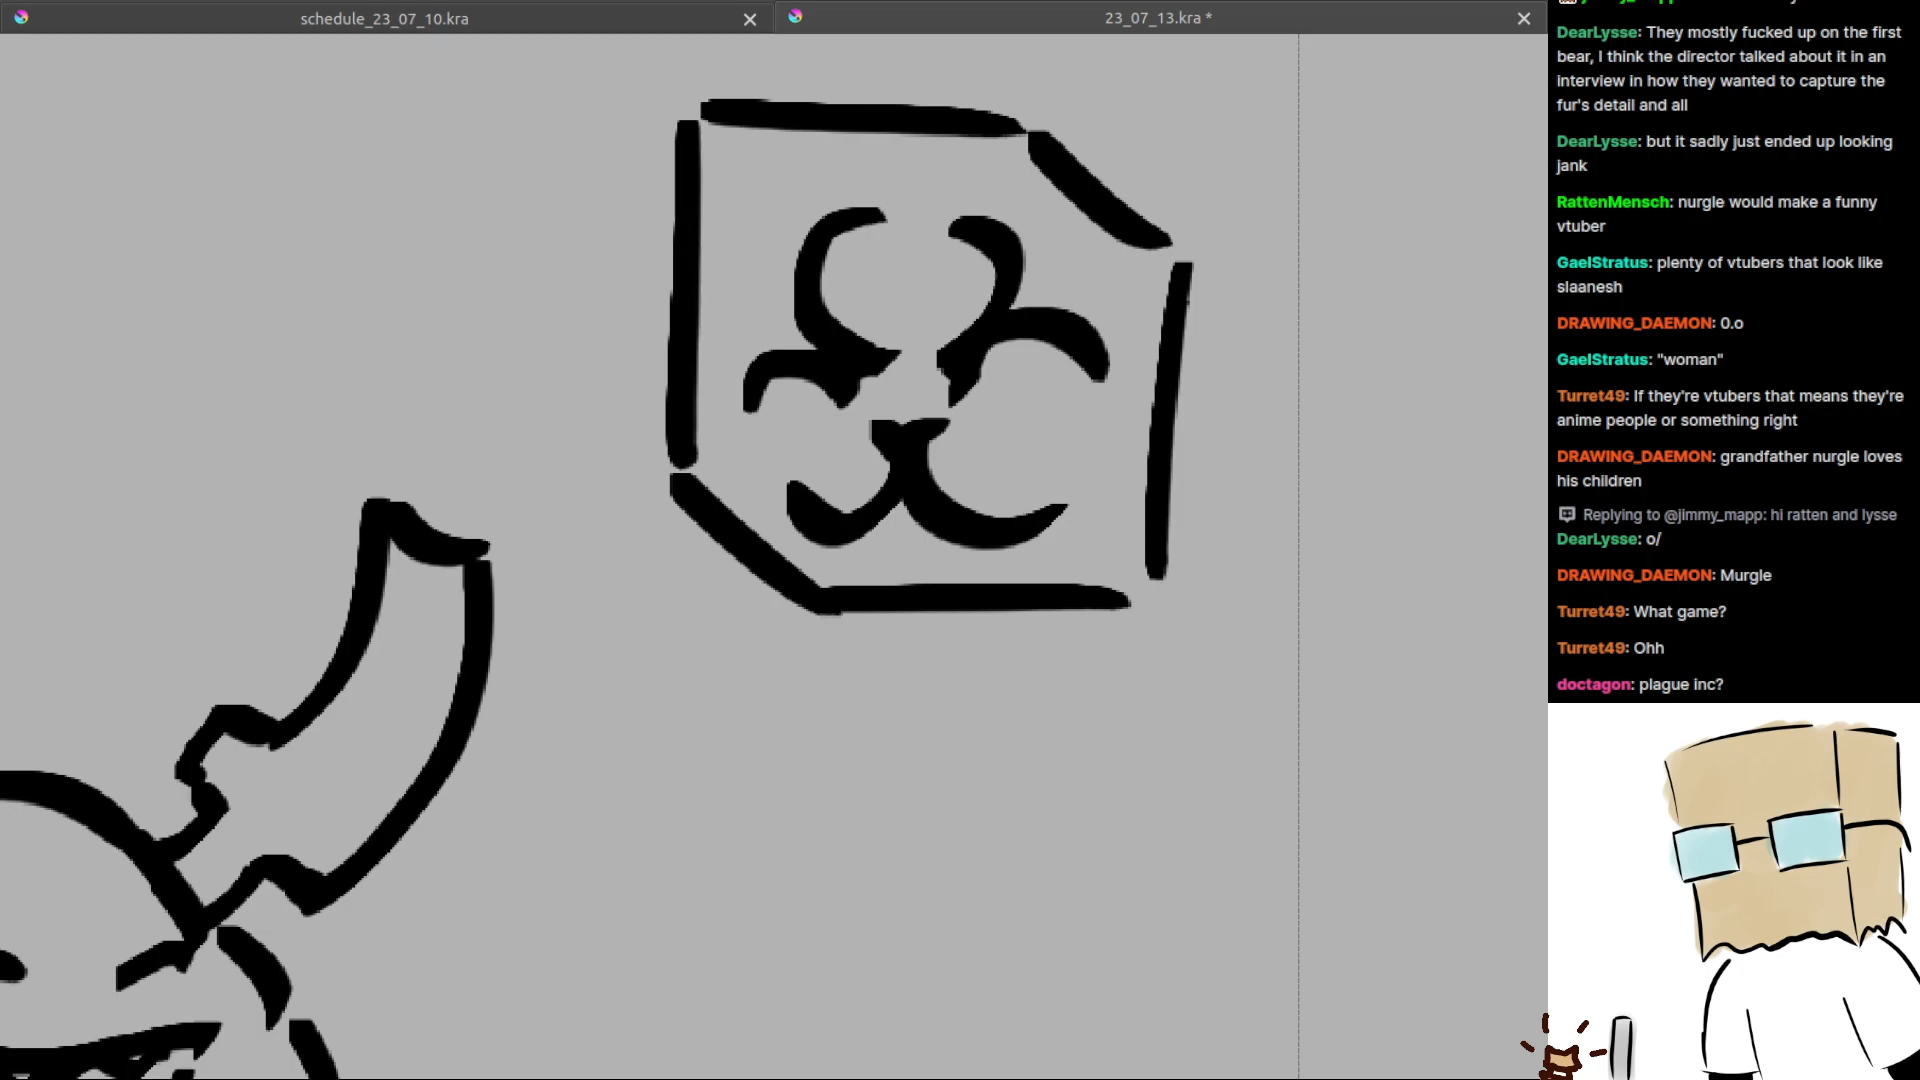 schedule_23_07_10.kra
23_07_13.kra *
DearLysse: They mostly fucked up on the first
bear, I think the director talked about it in an
interview in how they wanted to capture the
fur's detail and all
DearLysse: but it sadly just ended up looking
jank
RattenMensch: nurgle would make a funny
vtuber
GaelStratus: plenty of vtubers that look like
slaanesh
DRAWING_DAEMON: 0.o
GaelStratus: "woman"
Turret49: If they're vtubers that means they're
anime people or something right
DRAWING_DAEMON: grandfather nurgle loves
his children
Replying to @jimmy_mapp: hi ratten and lysse
DearLysse: o/
DRAWING_DAEMON: Murgle
Turret49: What game?
Turret49: Ohh
doctagon: plague inc?